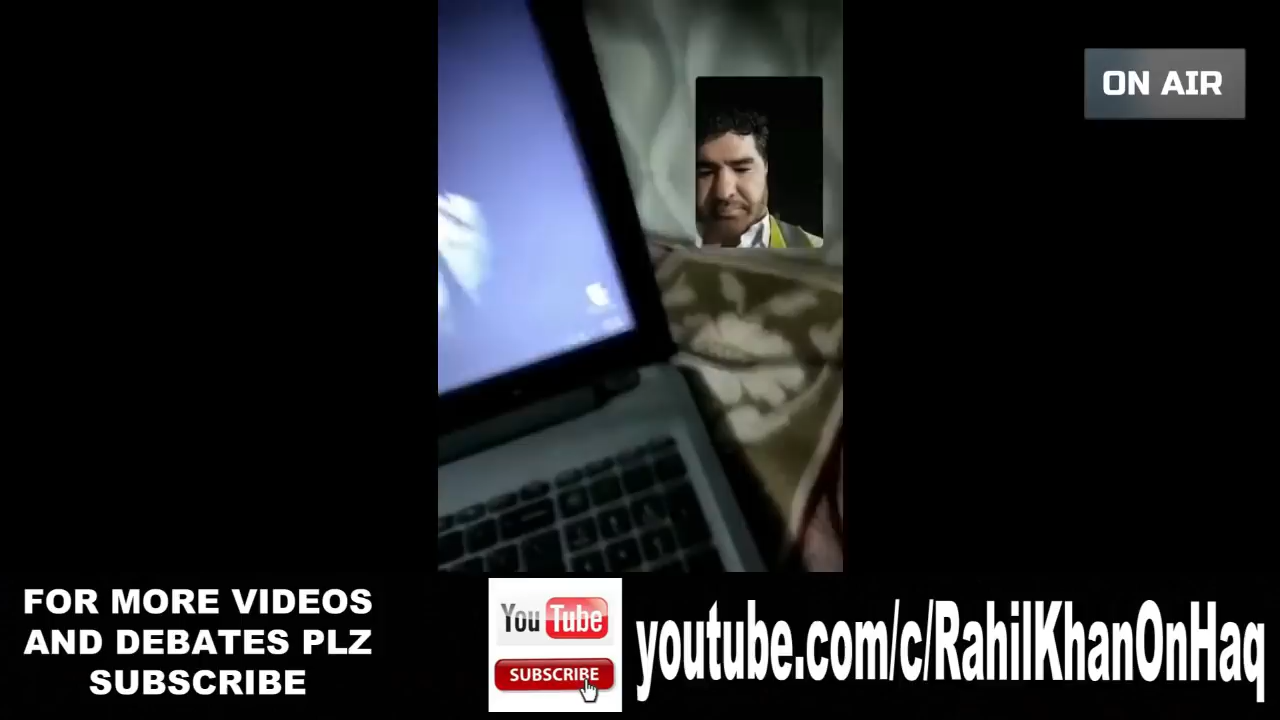 ON AIR
FOR MORE VIDEOS
AND DEBATES PLZ
SUBSCRIBE
You Tube
SUBSCRIBE
youtube.com/c/RahilKhanOnHaq